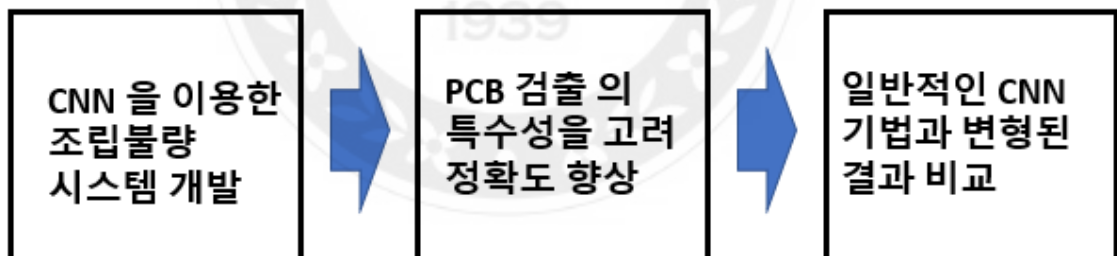 1939
CNN 을 이용한
조립불량
시스템 개발
PCB 검출 의
특수성을 고려
정확도 향상
일반적인 CNN
기법과 변형된
결과 비교